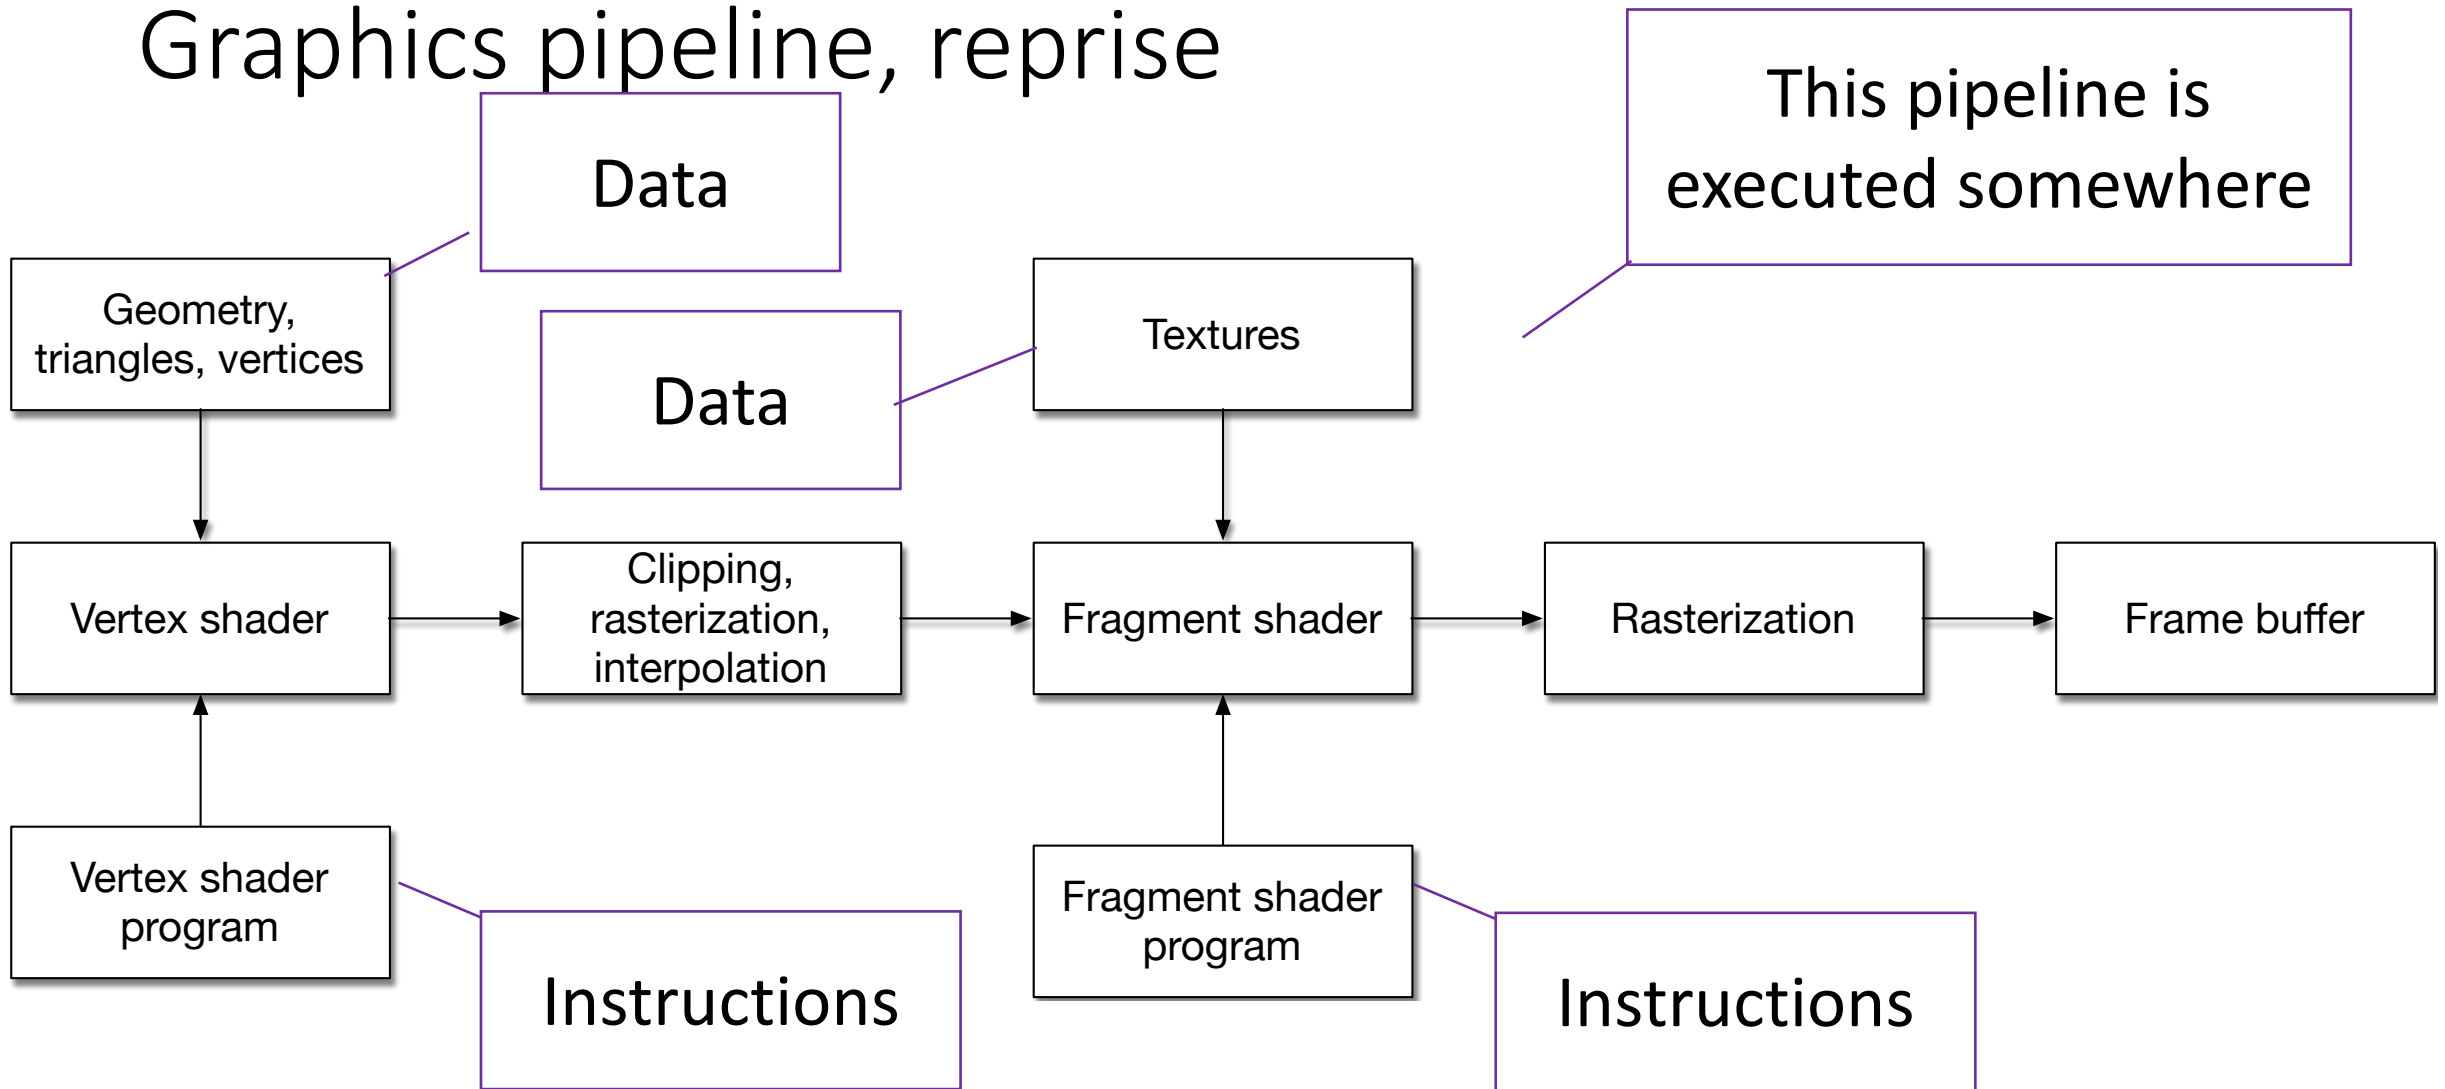 Graphics pipeline, reprise
This pipeline is
executed somewhere
Data
Geometry,
triangles, vertices
Data
Textures
Vertex shader
Clipping,
rasterization,
interpolation
Fragment shader
Rasterization
Frame buffer
Vertex shader
program
Fragment shader
program
Instructions
Instructions